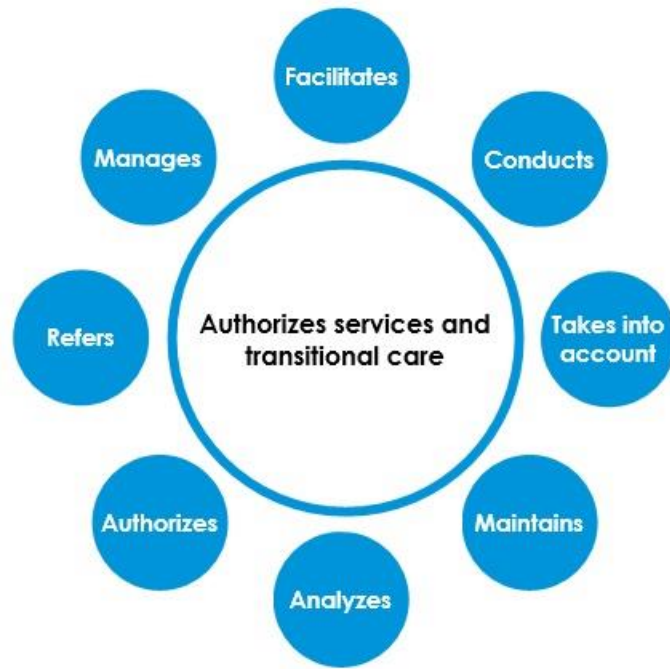 Facilitates
Conducts
Takes into
account
Maintains
Analyzes
Authorizes
Refers
Manages
Authorizes services and
transitional care